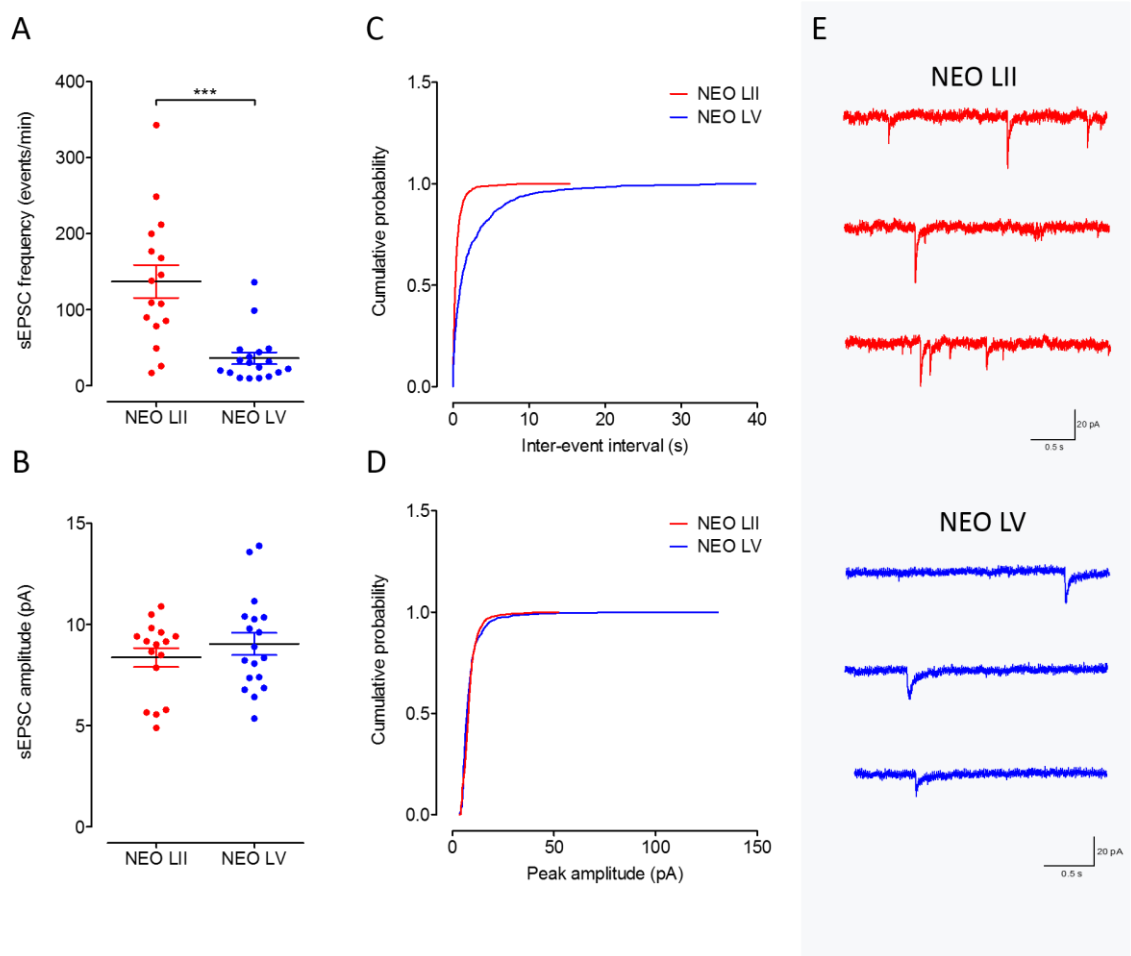 A
sEPSC frequency (events/min)
400
300
200
100
0
***
NEO LII
NEO LV
B
sEPSC amplitude (pA)
15
10
5
0
NEO LII
NEO LV
C
Cumulative probability
1.5
1.0
0.5
0.0
NEO LII
NEO LV
0
10
20
30
40
Inter-event interval (s)
D
Cumulative probability
1.5
1.0
0.5
0.0
NEO LII
NEO LV
0
50
100
150
Peak amplitude (pA)
E
NEO LII
20 pA
0.5 s
NEO LV
20 pA
0.5 s